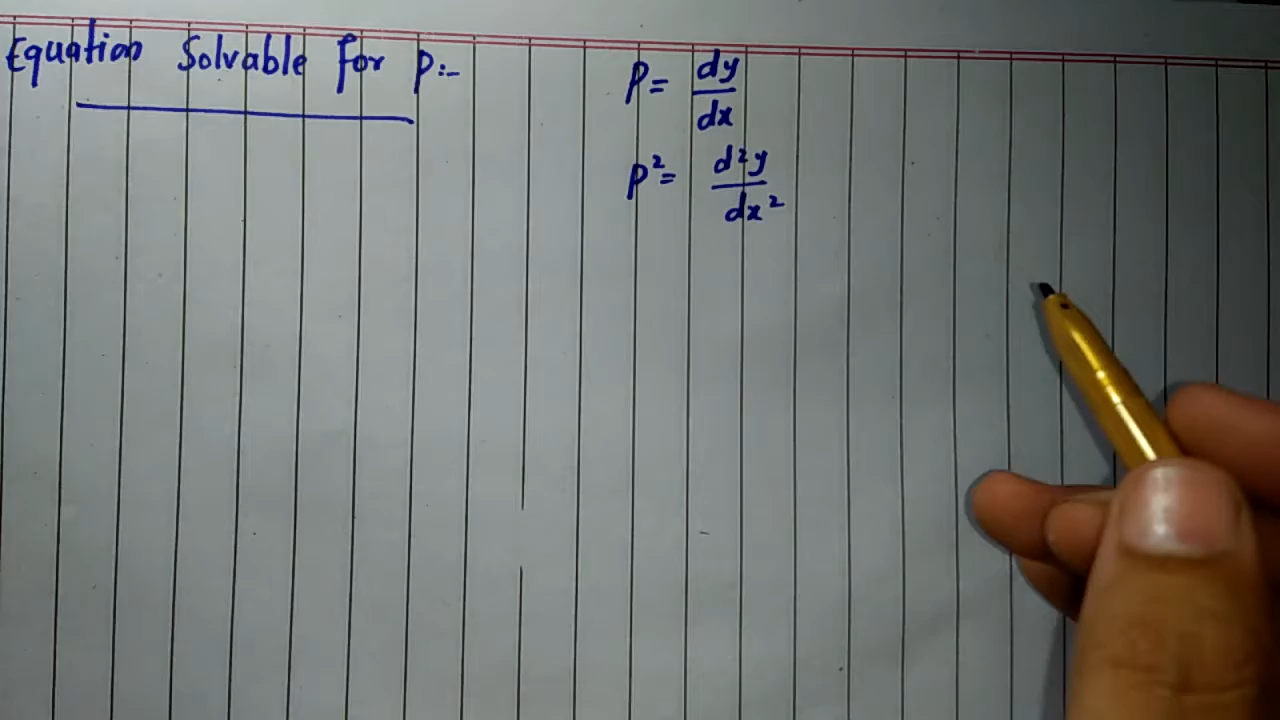 Equation Solvable for p:-
p = dy/dx
p² = d²y/dx²